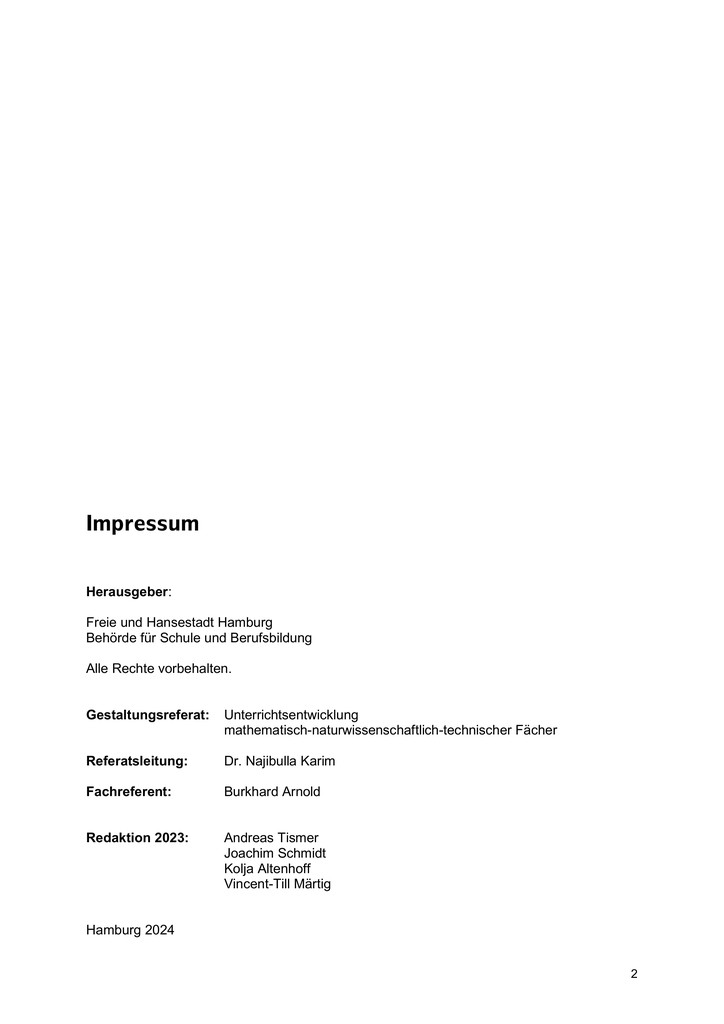 Impressum
Herausgeber:
Freie und Hansestadt Hamburg
Behörde für Schule und Berufsbildung
Alle Rechte vorbehalten.
Gestaltungsreferat: Unterrichtsentwicklung
mathematisch-naturwissenschaftlich-technischer Fächer
Referatsleitung: Dr. Najibulla Karim
Fachreferent: Burkhard Arnold
Redaktion 2023: Andreas Tismer
Joachim Schmidt
Kolja Altenhoff
Vincent-Till Märtig
Hamburg 2024
2